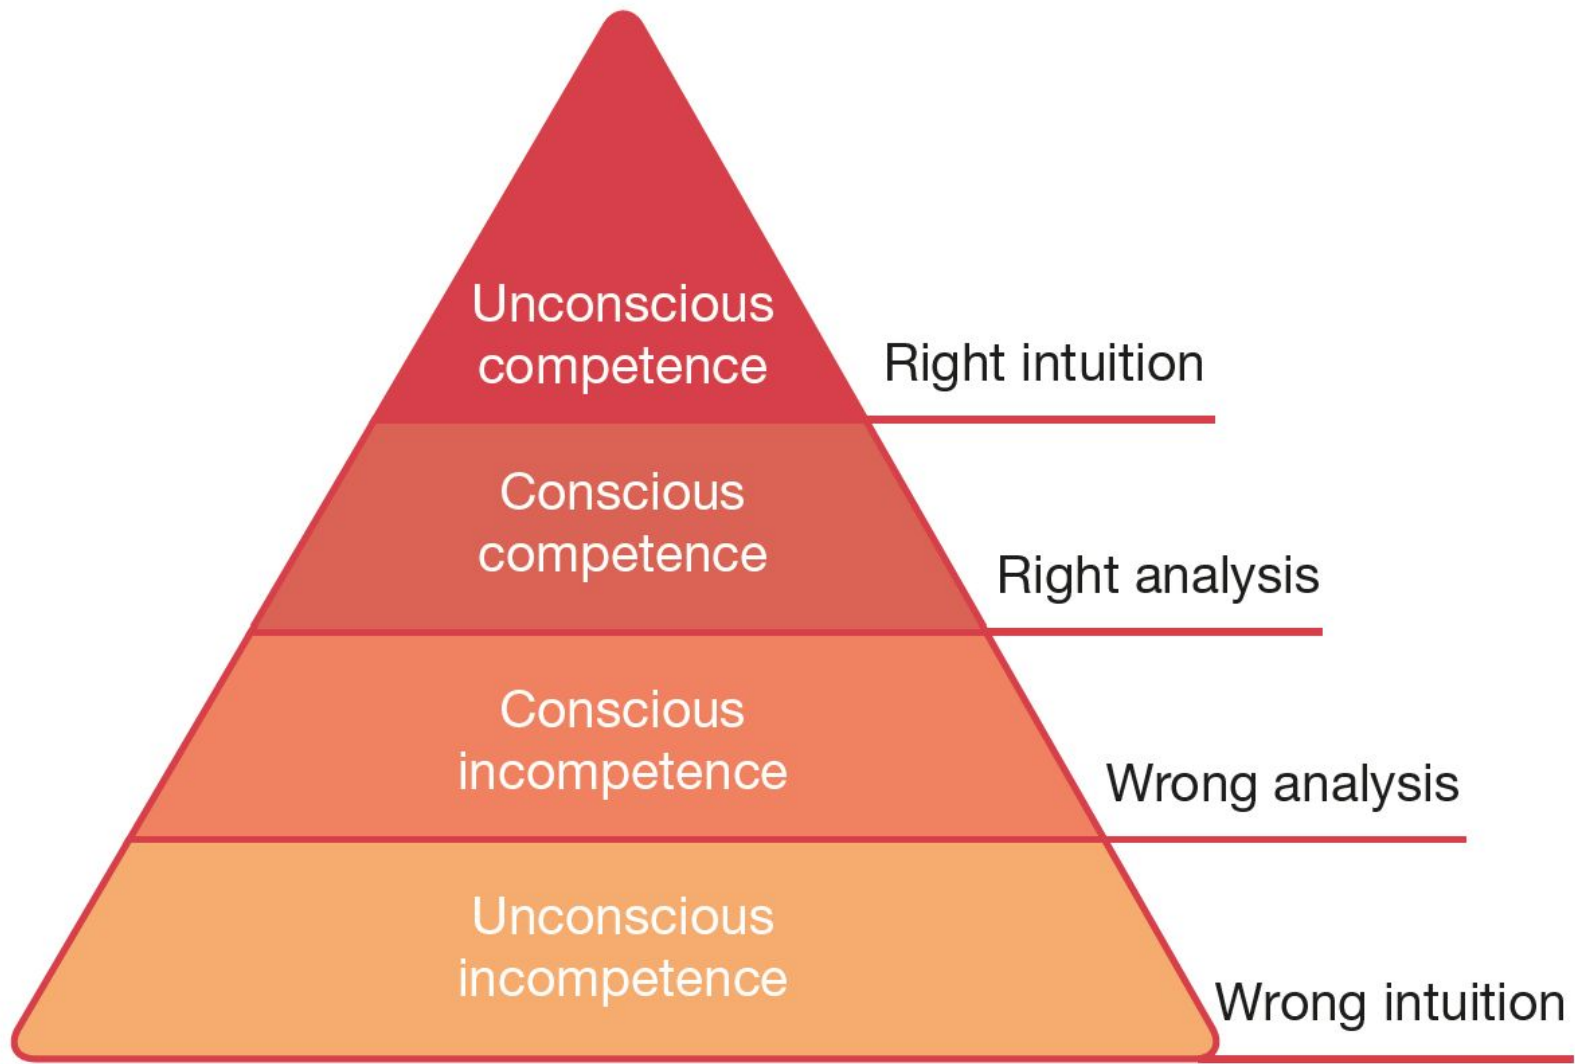 Unconscious
competence
Right intuition
Conscious
competence
Right analysis
Conscious
incompetence
Wrong analysis
Unconscious
incompetence
Wrong intuition